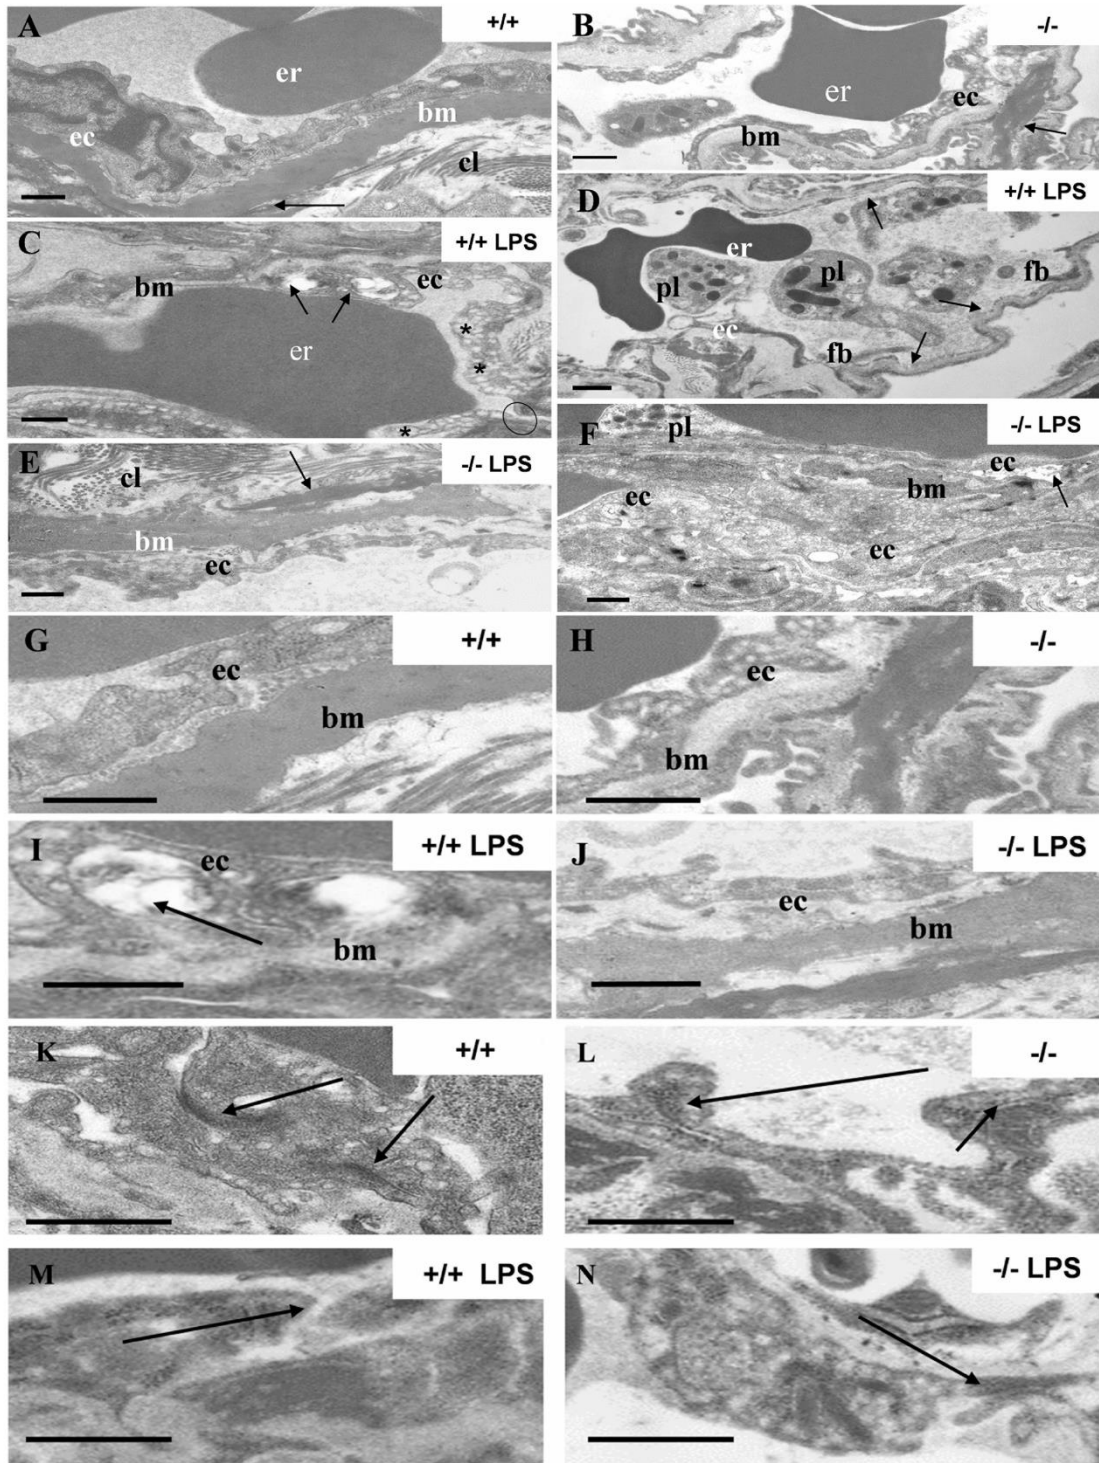 A +/+
er
bm
ec
cl
B -/-
er
ec
bm
C +/+ LPS
ec
bm
er
*
*
*
D +/+ LPS
er
pl
pl
fb
ec
fb
E -/- LPS
cl
bm
ec
F -/- LPS
pl
ec
bm
ec
ec
G +/+
ec
bm
H -/-
ec
bm
I +/+ LPS
ec
bm
J -/- LPS
ec
bm
K +/+
L -/-
M +/+ LPS
N -/- LPS